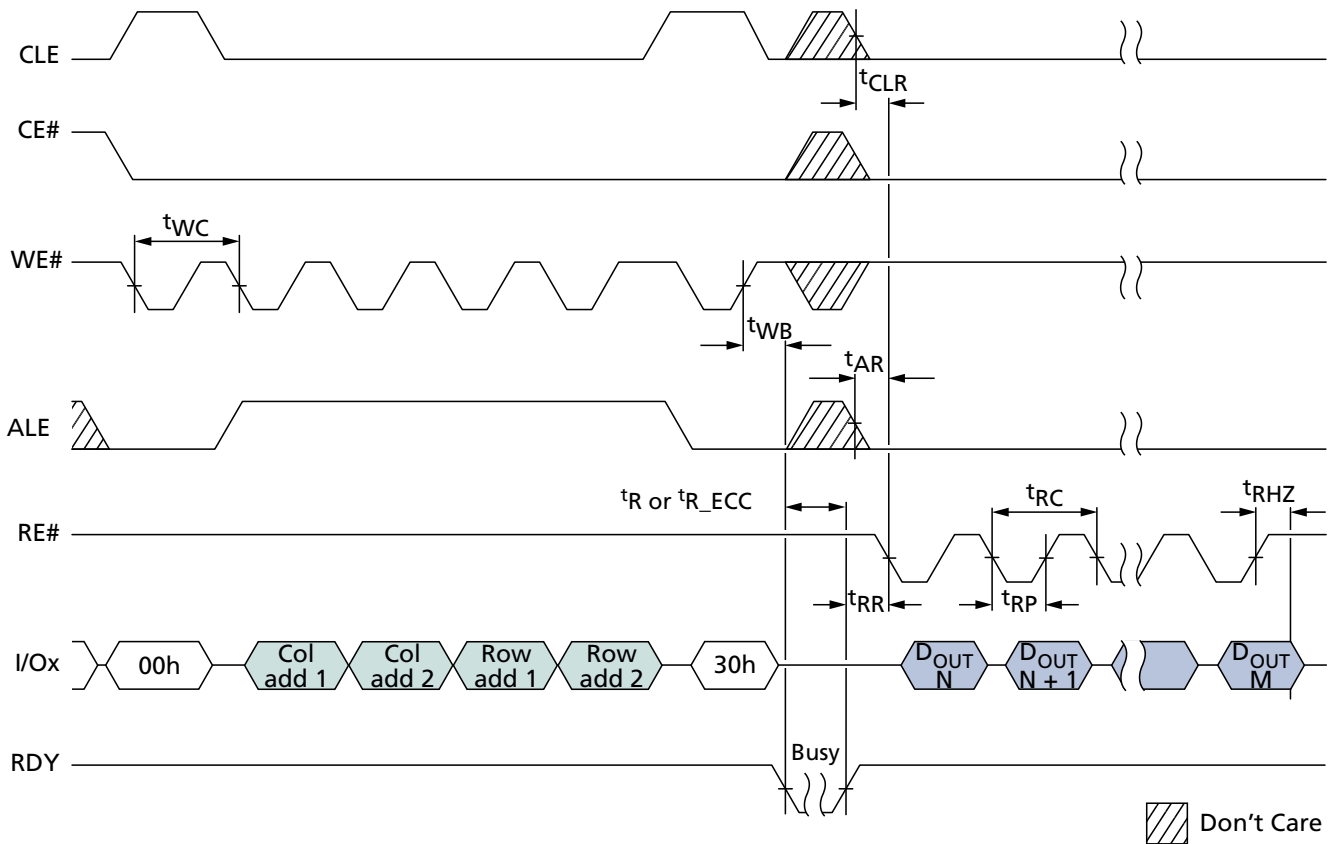 CLE
tCLR
CE#
tWC
WE#
tWB
tAR
ALE
tR or tR_ECC
tRC
tRHZ
RE#
tRR
tRP
I/Ox
00h
Col
add 1
Col
add 2
Row
add 1
Row
add 2
30h
DOUT
N
DOUT
N + 1
DOUT
M
RDY
Busy
Don't Care